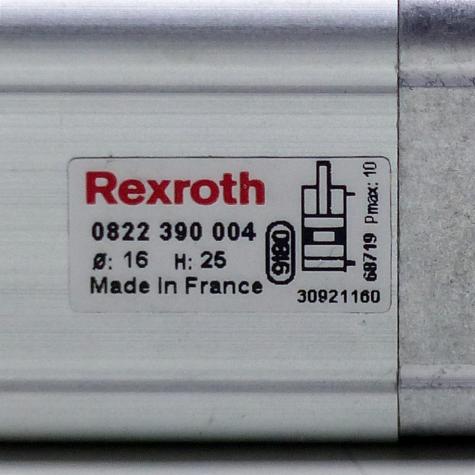 Rexroth
0822 390 004
Ø: 16 H: 25
Made in France
9180
30921160
68719 Pmax: 10